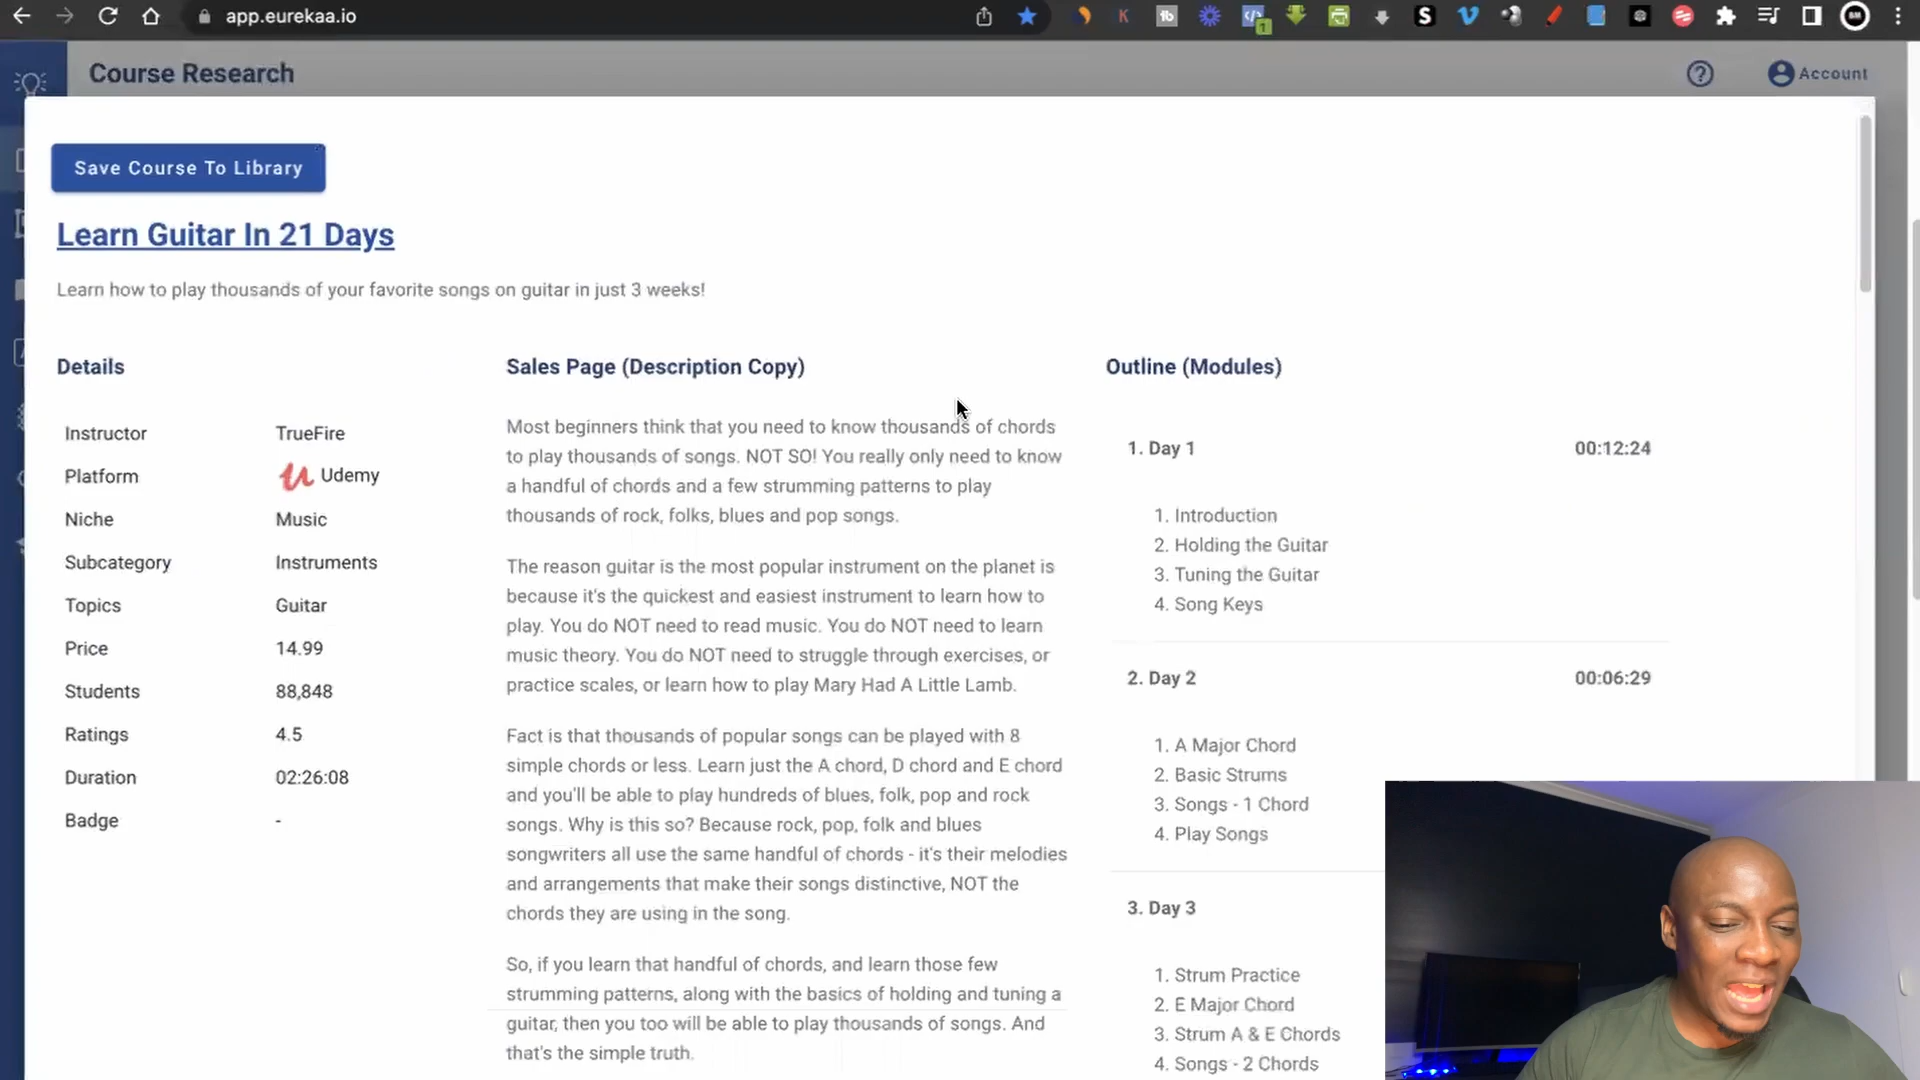 app.eurekaa.io
1
BM
Course Research
Account
Save Course To Library
Learn Guitar In 21 Days
Learn how to play thousands of your favorite songs on guitar in just 3 weeks!
Details
Instructor TrueFire
Platform Udemy
Niche Music
Subcategory Instruments
Topics Guitar
Price 14.99
Students 88,848
Ratings 4.5
Duration 02:26:08
Badge -
Sales Page (Description Copy)
Most beginners think that you need to know thousands of chords
to play thousands of songs. NOT SO! You really only need to know
a handful of chords and a few strumming patterns to play
thousands of rock, folks, blues and pop songs.
The reason guitar is the most popular instrument on the planet is
because it's the quickest and easiest instrument to learn how to
play. You do NOT need to read music. You do NOT need to learn
music theory. You do NOT need to struggle through exercises, or
practice scales, or learn how to play Mary Had A Little Lamb.
Fact is that thousands of popular songs can be played with 8
simple chords or less. Learn just the A chord, D chord and E chord
and you'll be able to play hundreds of blues, folk, pop and rock
songs. Why is this so? Because rock, pop, folk and blues
songwriters all use the same handful of chords - it's their melodies
and arrangements that make their songs distinctive, NOT the
chords they are using in the song.
So, if you learn that handful of chords, and learn those few
strumming patterns, along with the basics of holding and tuning a
guitar, then you too will be able to play thousands of songs. And
that's the simple truth.
Outline (Modules)
1. Day 1 00:12:24
1. Introduction
2. Holding the Guitar
3. Tuning the Guitar
4. Song Keys
2. Day 2 00:06:29
1. A Major Chord
2. Basic Strums
3. Songs - 1 Chord
4. Play Songs
3. Day 3
1. Strum Practice
2. E Major Chord
3. Strum A & E Chords
4. Songs - 2 Chords